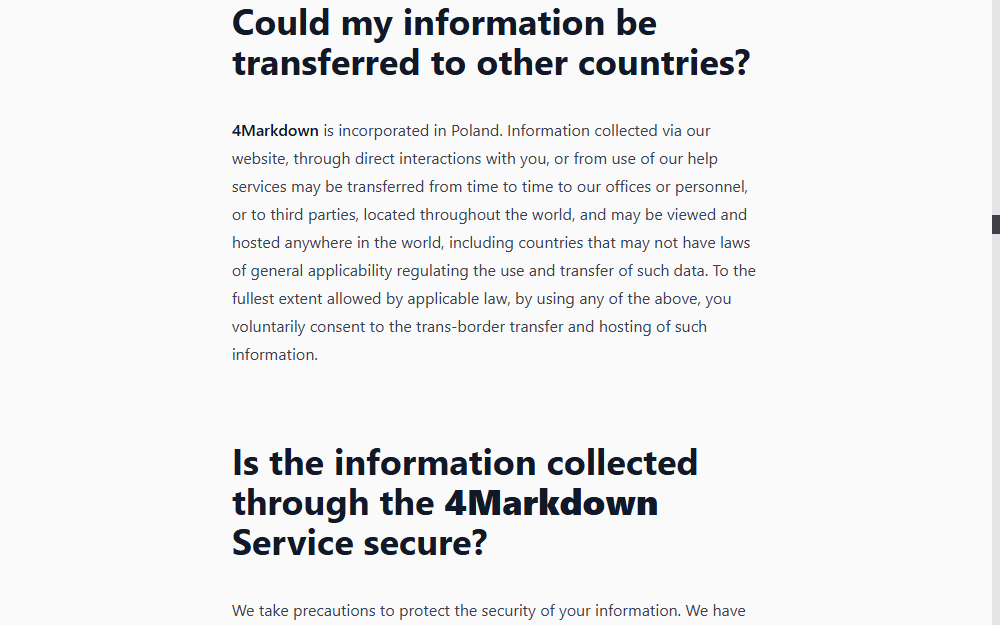 Could my information be
transferred to other countries?
4Markdown is incorporated in Poland. Information collected via our
website, through direct interactions with you, or from use of our help
services may be transferred from time to time to our offices or personnel,
or to third parties, located throughout the world, and may be viewed and
hosted anywhere in the world, including countries that may not have laws
of general applicability regulating the use and transfer of such data. To the
fullest extent allowed by applicable law, by using any of the above, you
voluntarily consent to the trans-border transfer and hosting of such
information.
Is the information collected
through the 4Markdown
Service secure?
We take precautions to protect the security of your information. We have